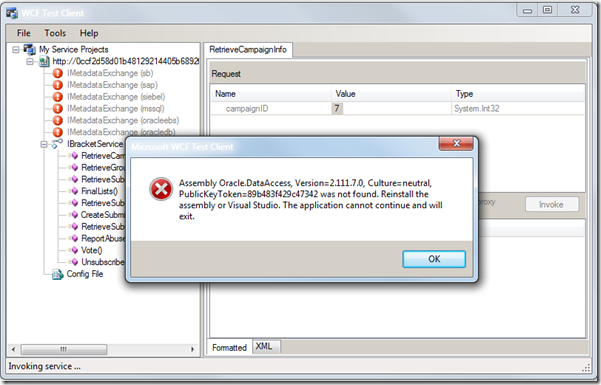 WCF Test Client
File Tools Help
My Service Projects
http://0ccf2d58d01b48129214405b6892f
IMetadataExchange (sb)
IMetadataExchange (sap)
IMetadataExchange (siebel)
IMetadataExchange (mssql)
IMetadataExchange (oracleebs)
IMetadataExchange (oracledb)
IBracketService
RetrieveCam
RetrieveGrou
RetrieveSub
FinalLists()
RetrieveSub
CreateSubmi
RetrieveSub
ReportAbuse
Vote()
Unsubscribe
Config File
RetrieveCampaignInfo
Request
Name Value Type
campaignID 7 System.Int32
Microsoft WCF Test Client
Assembly Oracle.DataAccess, Version=2.111.7.0, Culture=neutral,
PublicKeyToken=89b483f429c47342 was not found. Reinstall the
assembly or Visual Studio. The application cannot continue and will
exit.
OK
proxy
Invoke
Formatted XML
Invoking service ...